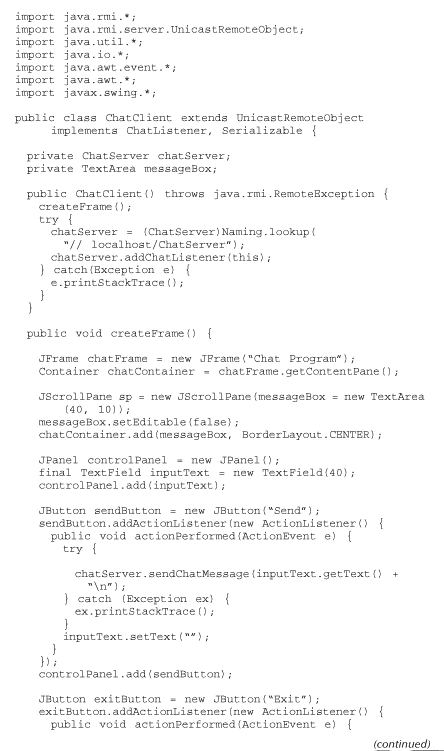 import java.rmi.*;
import java.rmi.server.UnicastRemoteObject;
import java.util.*;
import java.io.*;
import java.awt.event.*;
import java.awt.*;
import javax.swing.*;

public class ChatClient extends UnicastRemoteObject
      implements ChatListener, Serializable {

  private ChatServer chatServer;
  private TextArea messageBox;

  public ChatClient() throws java.rmi.RemoteException {
    createFrame();
    try {
      chatServer = (ChatServer)Naming.lookup(
        “// localhost/ChatServer”);
      chatServer.addChatListener(this);
    } catch(Exception e) {
      e.printStackTrace();
    }
  }

  public void createFrame() {

    JFrame chatFrame = new JFrame(“Chat Program”);
    Container chatContainer = chatFrame.getContentPane();

    JScrollPane sp = new JScrollPane(messageBox = new TextArea
        (40, 10));
    messageBox.setEditable(false);
    chatContainer.add(messageBox, BorderLayout.CENTER);

    JPanel controlPanel = new JPanel();
    final TextField inputText = new TextField(40);
    controlPanel.add(inputText);

    JButton sendButton = new JButton(“Send”);
    sendButton.addActionListener(new ActionListener() {
      public void actionPerformed(ActionEvent e) {
        try {

          chatServer.sendChatMessage(inputText.getText() +
            “\n”);
        } catch (Exception ex) {
          ex.printStackTrace();
        }
        inputText.setText(“”);
      }
    });
    controlPanel.add(sendButton);

    JButton exitButton = new JButton(“Exit”);
    exitButton.addActionListener(new ActionListener() {
      public void actionPerformed(ActionEvent e) {

(continued)